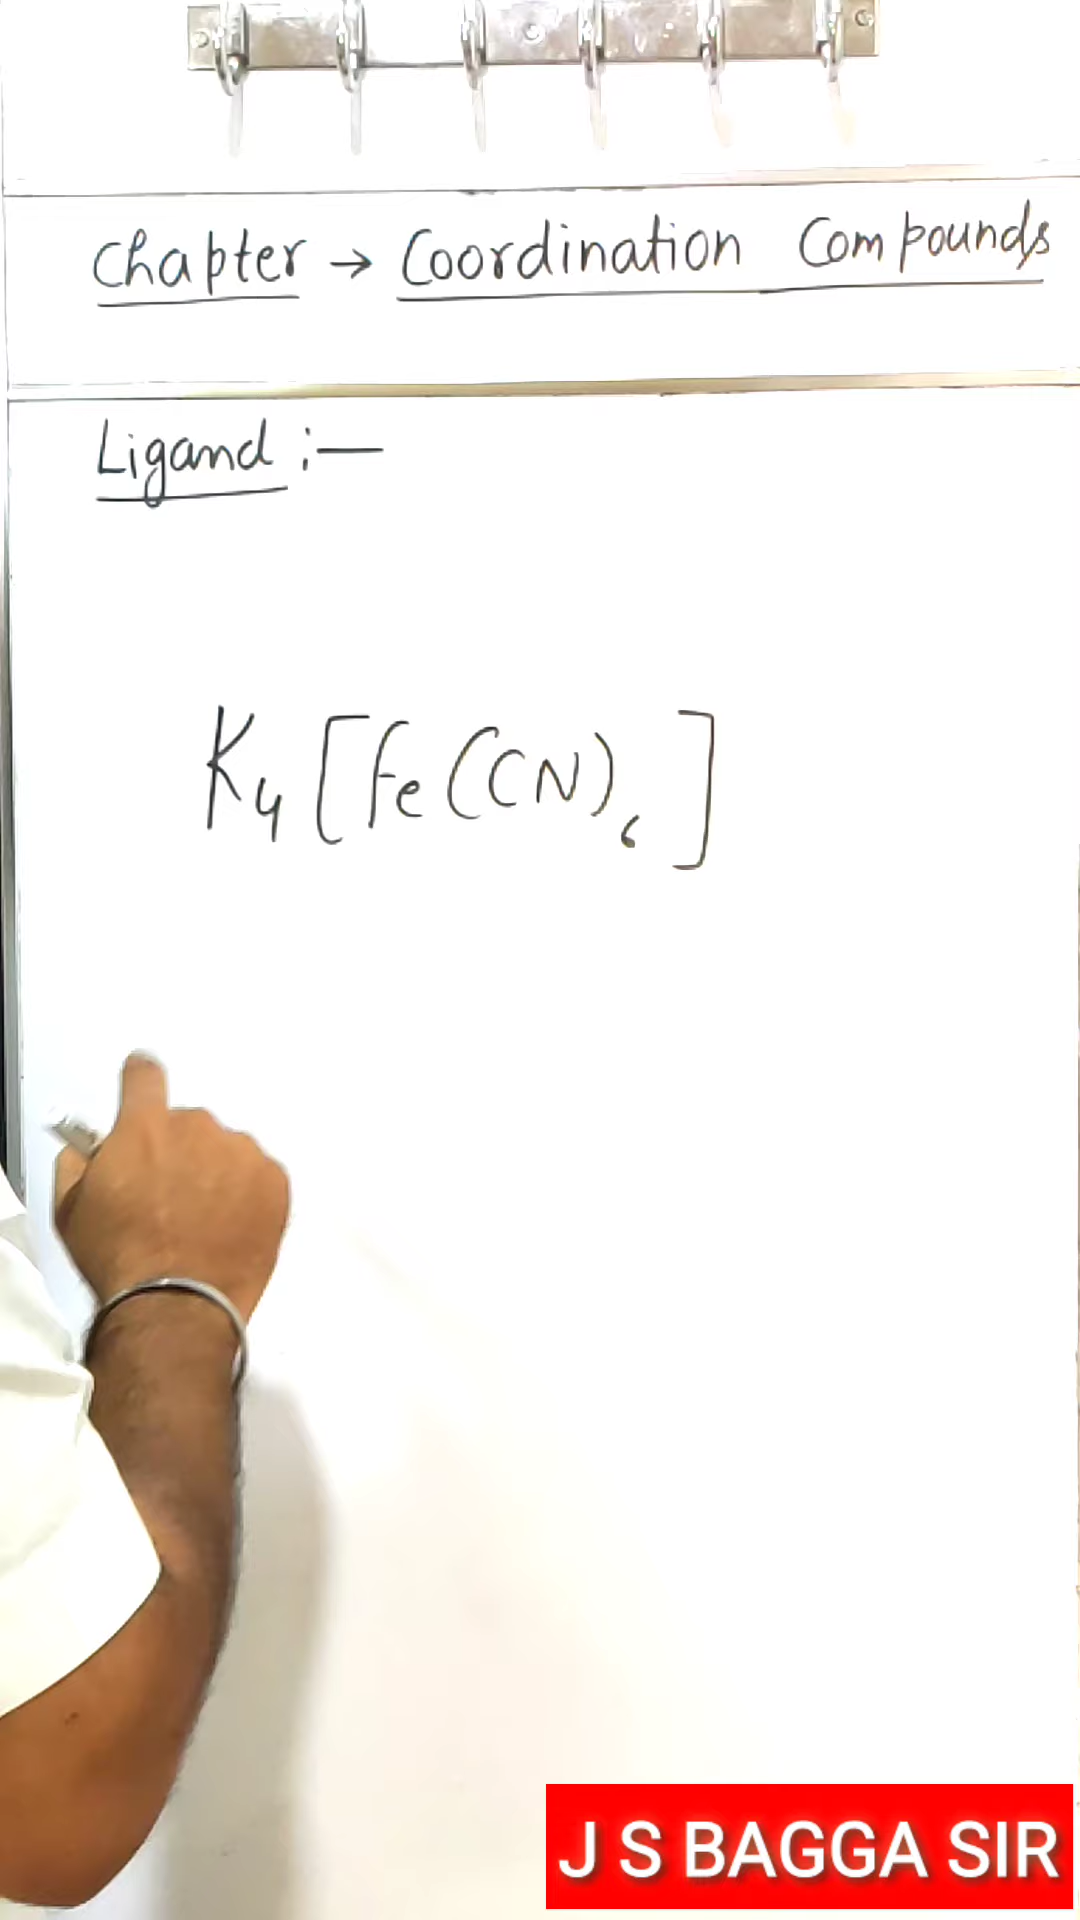 Chapter → Coordination Compounds
Ligand :—
K₄[Fe(CN)₆]
J S BAGGA SIR